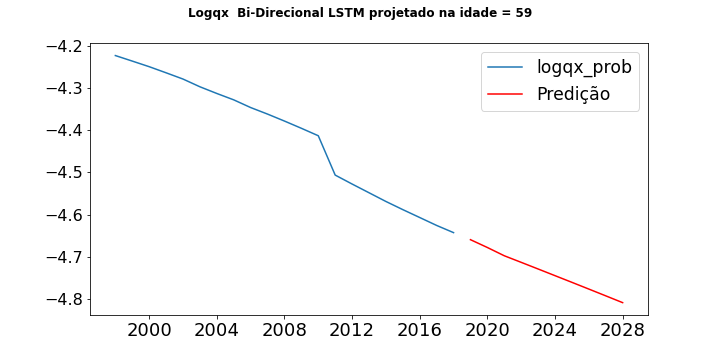 Logqx  Bi-Direcional LSTM projetado na idade = 59
−4.2
−4.3
−4.4
−4.5
−4.6
−4.7
−4.8
logqx_prob
Predição
2000 2004 2008 2012 2016 2020 2024 2028